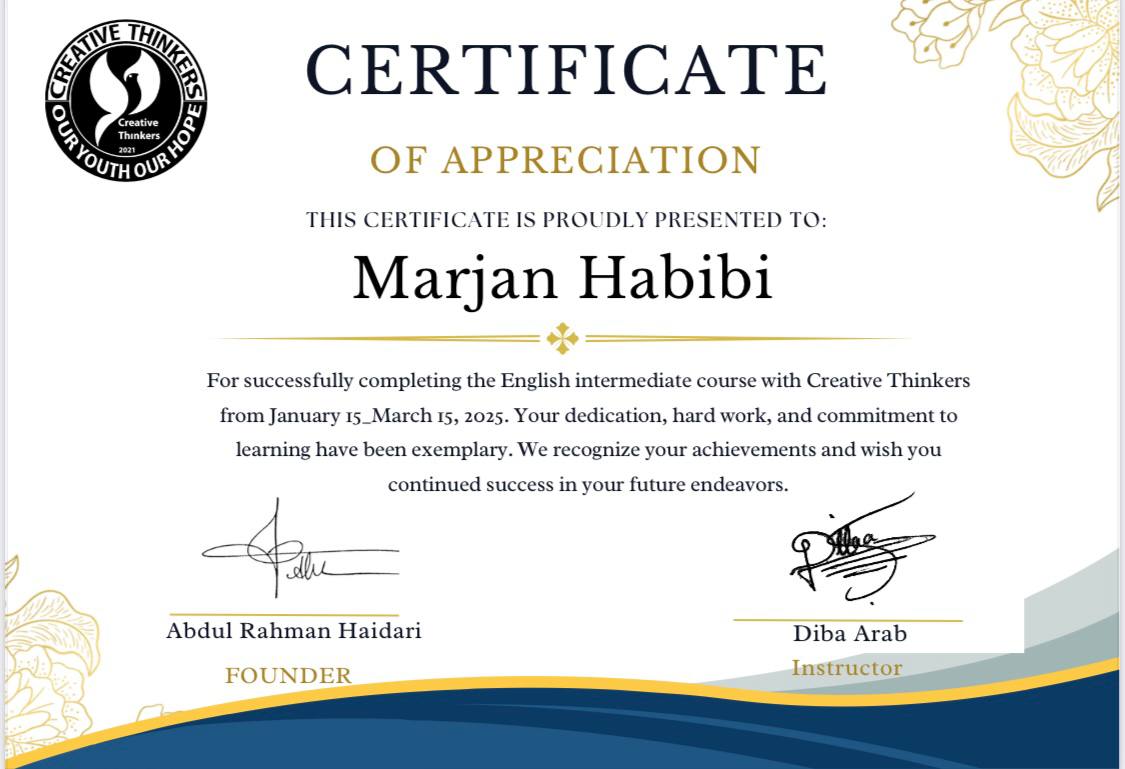 CREATIVE THINKERS
Creative
Thinkers
2021
OUR YOUTH OUR HOPE
CERTIFICATE
OF APPRECIATION
THIS CERTIFICATE IS PROUDLY PRESENTED TO:
Marjan Habibi
For successfully completing the English intermediate course with Creative Thinkers
from January 15_March 15, 2025. Your dedication, hard work, and commitment to
learning have been exemplary. We recognize your achievements and wish you
continued success in your future endeavors.
Abdul Rahman Haidari
FOUNDER
Diba Arab
Instructor